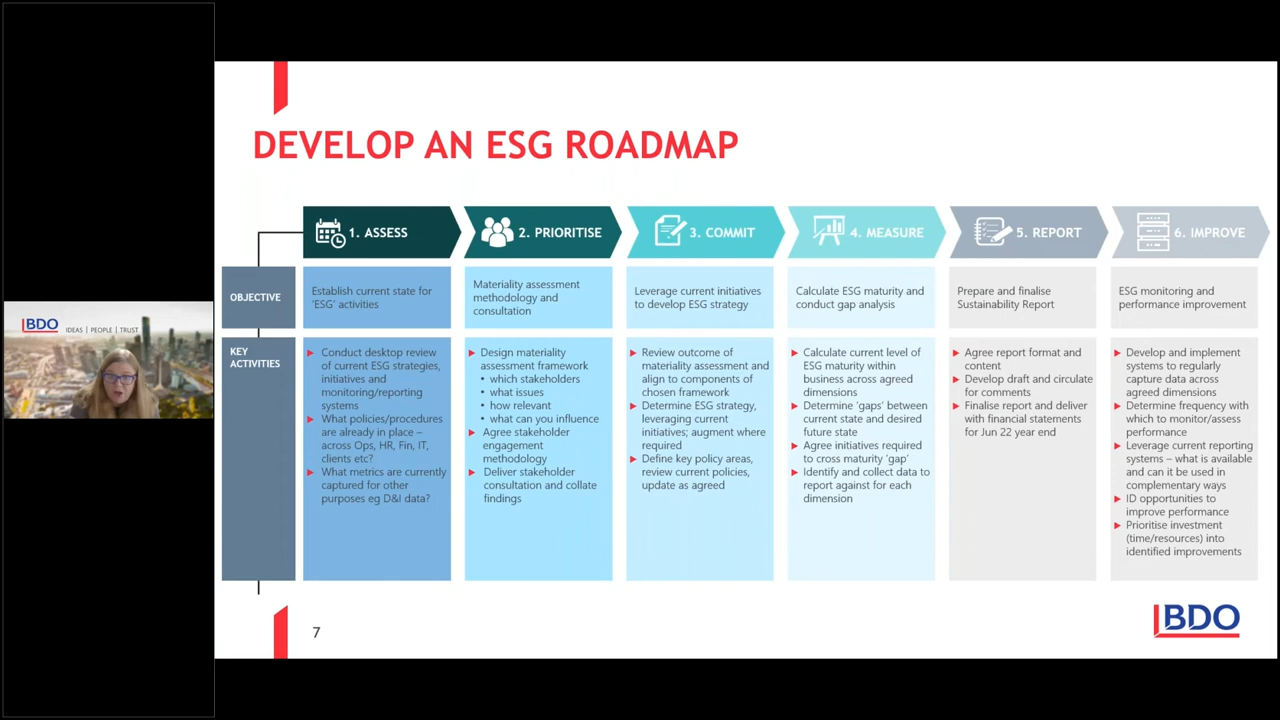 BDO
IDEAS | PEOPLE | TRUST
DEVELOP AN ESG ROADMAP
1. ASSESS
2. PRIORITISE
3. COMMIT
4. MEASURE
5. REPORT
6. IMPROVE
OBJECTIVE
Establish current state for
'ESG' activities
Materiality assessment
methodology and
consultation
Leverage current initiatives
to develop ESG strategy
Calculate ESG maturity and
conduct gap analysis
Prepare and finalise
Sustainability Report
ESG monitoring and
performance improvement
KEY
ACTIVITIES
Conduct desktop review
of current ESG strategies,
initiatives and
monitoring/reporting
systems
What policies/procedures
are already in place –
across Ops, HR, Fin, IT,
clients etc?
What metrics are currently
captured for other
purposes eg D&I data?
Design materiality
assessment framework
• which stakeholders
• what issues
• how relevant
• what can you influence
Agree stakeholder
engagement
methodology
Deliver stakeholder
consultation and collate
findings
Review outcome of
materiality assessment and
align to components of
chosen framework
Determine ESG strategy,
leveraging current
initiatives; augment where
required
Define key policy areas,
review current policies,
update as agreed
Calculate current level of
ESG maturity within
business across agreed
dimensions
Determine 'gaps' between
current state and desired
future state
Agree initiatives required
to cross maturity 'gap'
Identify and collect data to
report against for each
dimension
Agree report format and
content
Develop draft and circulate
for comments
Finalise report and deliver
with financial statements
for Jun 22 year end
Develop and implement
systems to regularly
capture data across
agreed dimensions
Determine frequency with
which to monitor/assess
performance
Leverage current reporting
systems – what is available
and can it be used in
complementary ways
ID opportunities to
improve performance
Prioritise investment
(time/resources) into
identified improvements
7
BDO